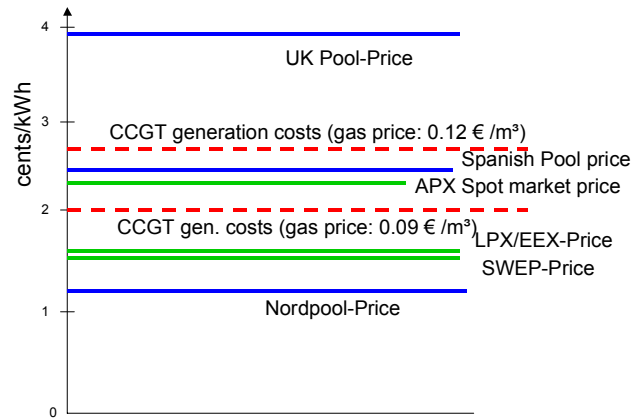 4
UK Pool-Price
cents/kWh
3
CCGT generation costs (gas price: 0.12 € /m³)
Spanish Pool price
APX Spot market price
2
CCGT gen. costs (gas price: 0.09 € /m³)
LPX/EEX-Price
SWEP-Price
Nordpool-Price
1
0